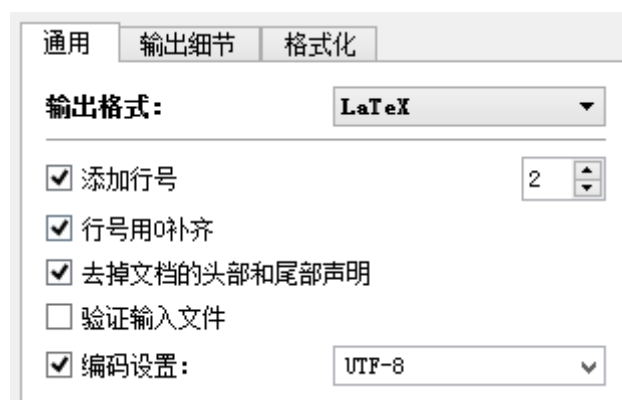 通用 输出细节 格式化
输出格式： LaTeX
添加行号 2
行号用0补齐
去掉文档的头部和尾部声明
验证输入文件
编码设置： UTF-8